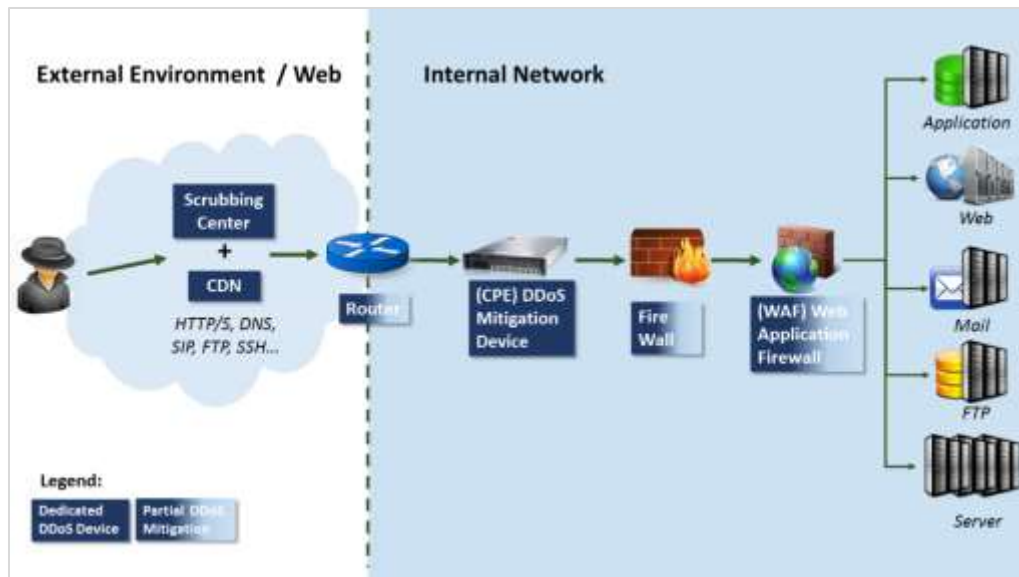 External Environment / Web
Internal Network
Scrubbing
Center
+
CDN
HTTP/S, DNS,
SIP, FTP, SSH...
Router
(CPE) DDoS
Mitigation
Device
Fire
Wall
(WAF) Web
Application
Firewall
Application
Web
Mail
FTP
Server
Legend:
Dedicated
DDoS Device
Partial DDoS
Mitigation